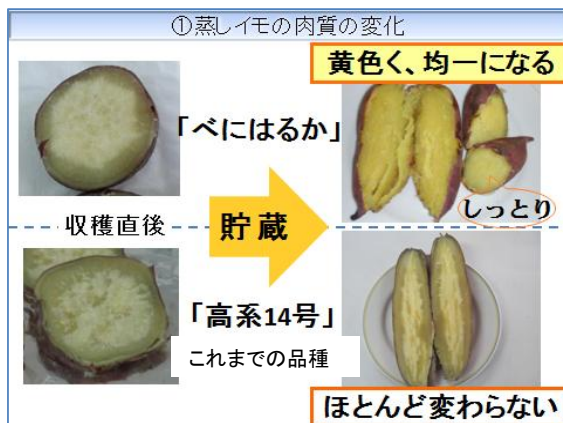 ①蒸しイモの肉質の変化
黄色く、均一になる
「べにはるか」
しっとり
収穫直後
貯蔵
「高系14号」
これまでの品種
ほとんど変わらない